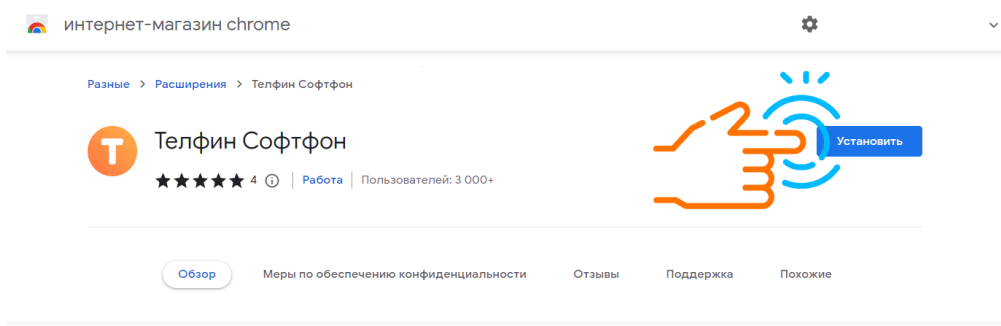 интернет-магазин chrome
Разные > Расширения > Телфин Софтфон
Т
Телфин Софтфон
4 Работа Пользователей: 3 000+
Установить
Обзор Меры по обеспечению конфиденциальности Отзывы Поддержка Похожие